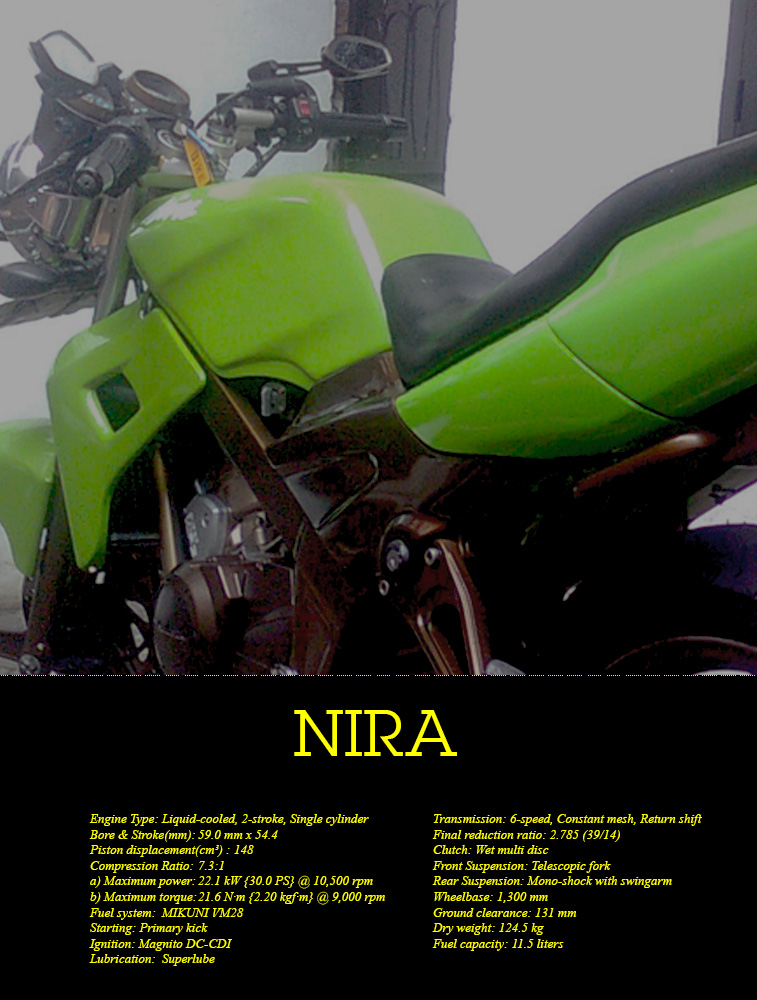 NIRA
Engine Type: Liquid-cooled, 2-stroke, Single cylinder
Bore & Stroke(mm): 59.0 mm x 54.4
Piston displacement(cm³) : 148
Compression Ratio: 7.3:1
a) Maximum power: 22.1 kW {30.0 PS} @ 10,500 rpm
b) Maximum torque: 21.6 N·m {2.20 kgf·m} @ 9,000 rpm
Fuel system: MIKUNI VM28
Starting: Primary kick
Ignition: Magnito DC-CDI
Lubrication: Superlube
Transmission: 6-speed, Constant mesh, Return shift
Final reduction ratio: 2.785 (39/14)
Clutch: Wet multi disc
Front Suspension: Telescopic fork
Rear Suspension: Mono-shock with swingarm
Wheelbase: 1,300 mm
Ground clearance: 131 mm
Dry weight: 124.5 kg
Fuel capacity: 11.5 liters